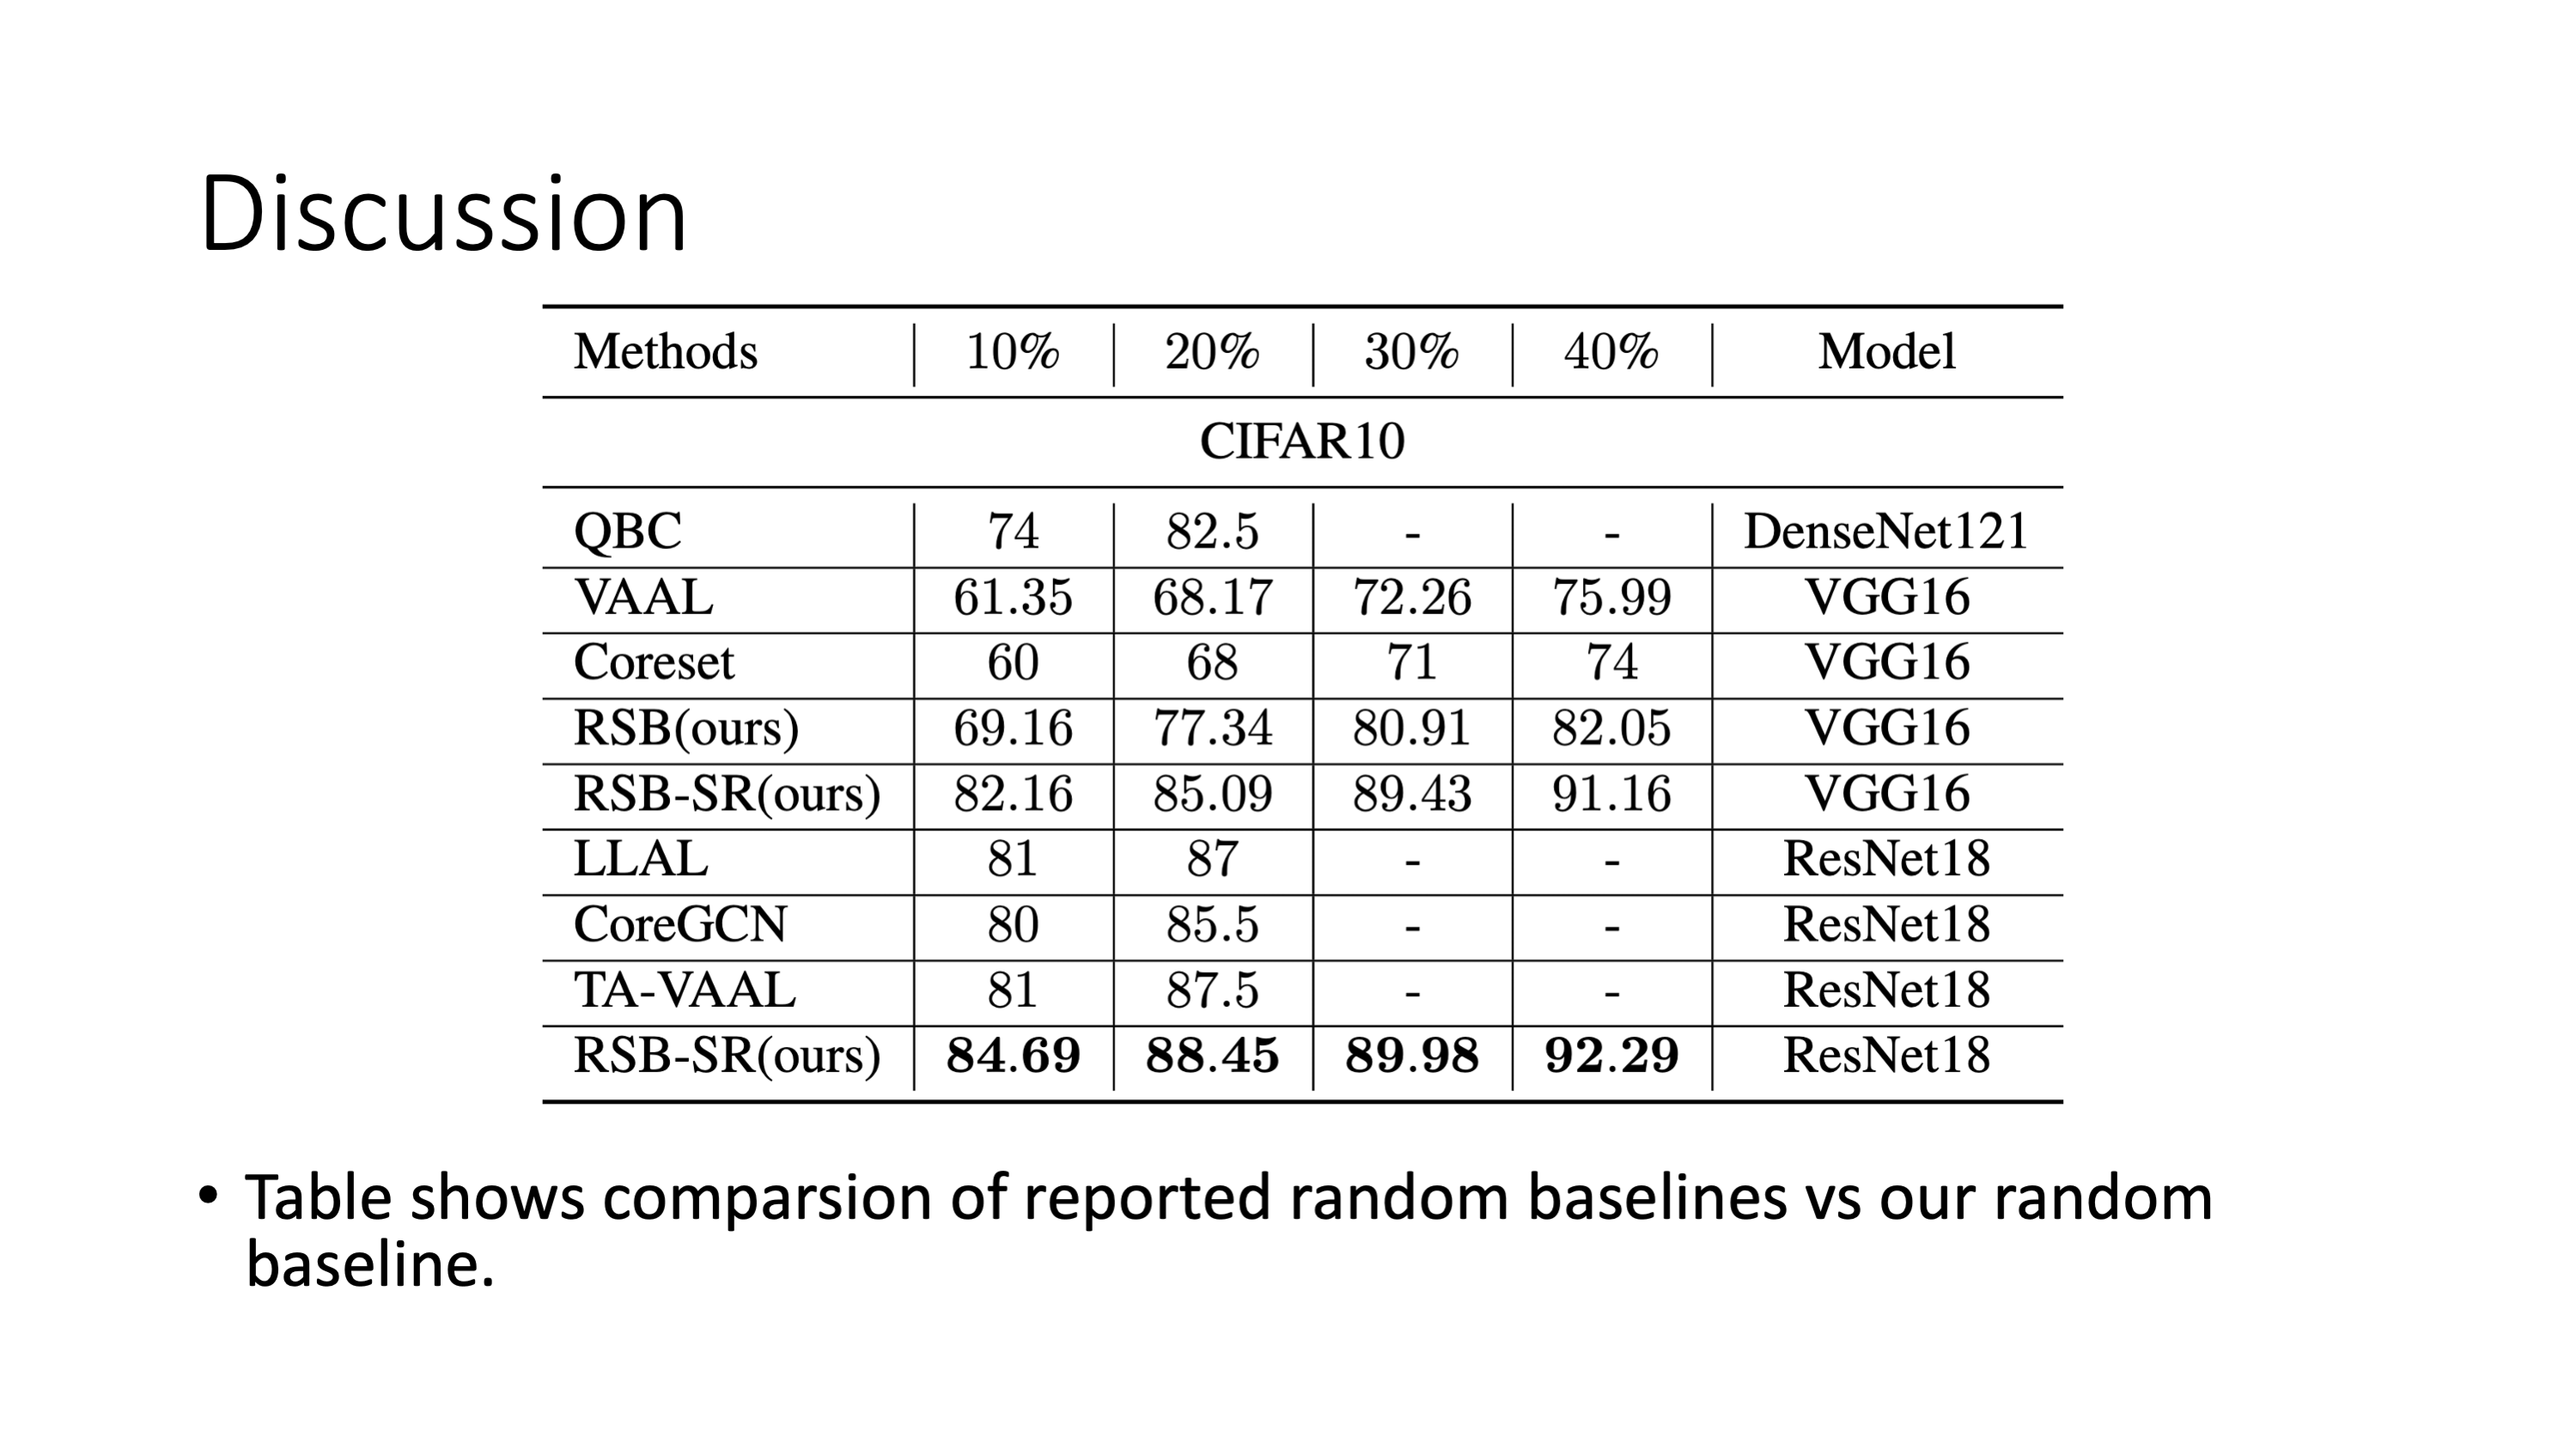 Discussion
Methods 10% 20% 30% 40% Model
CIFAR10
QBC 74 82.5 - - DenseNet121
VAAL 61.35 68.17 72.26 75.99 VGG16
Coreset 60 68 71 74 VGG16
RSB(ours) 69.16 77.34 80.91 82.05 VGG16
RSB-SR(ours) 82.16 85.09 89.43 91.16 VGG16
LLAL 81 87 - - ResNet18
CoreGCN 80 85.5 - - ResNet18
TA-VAAL 81 87.5 - - ResNet18
RSB-SR(ours) 84.69 88.45 89.98 92.29 ResNet18
• Table shows comparsion of reported random baselines vs our random
baseline.